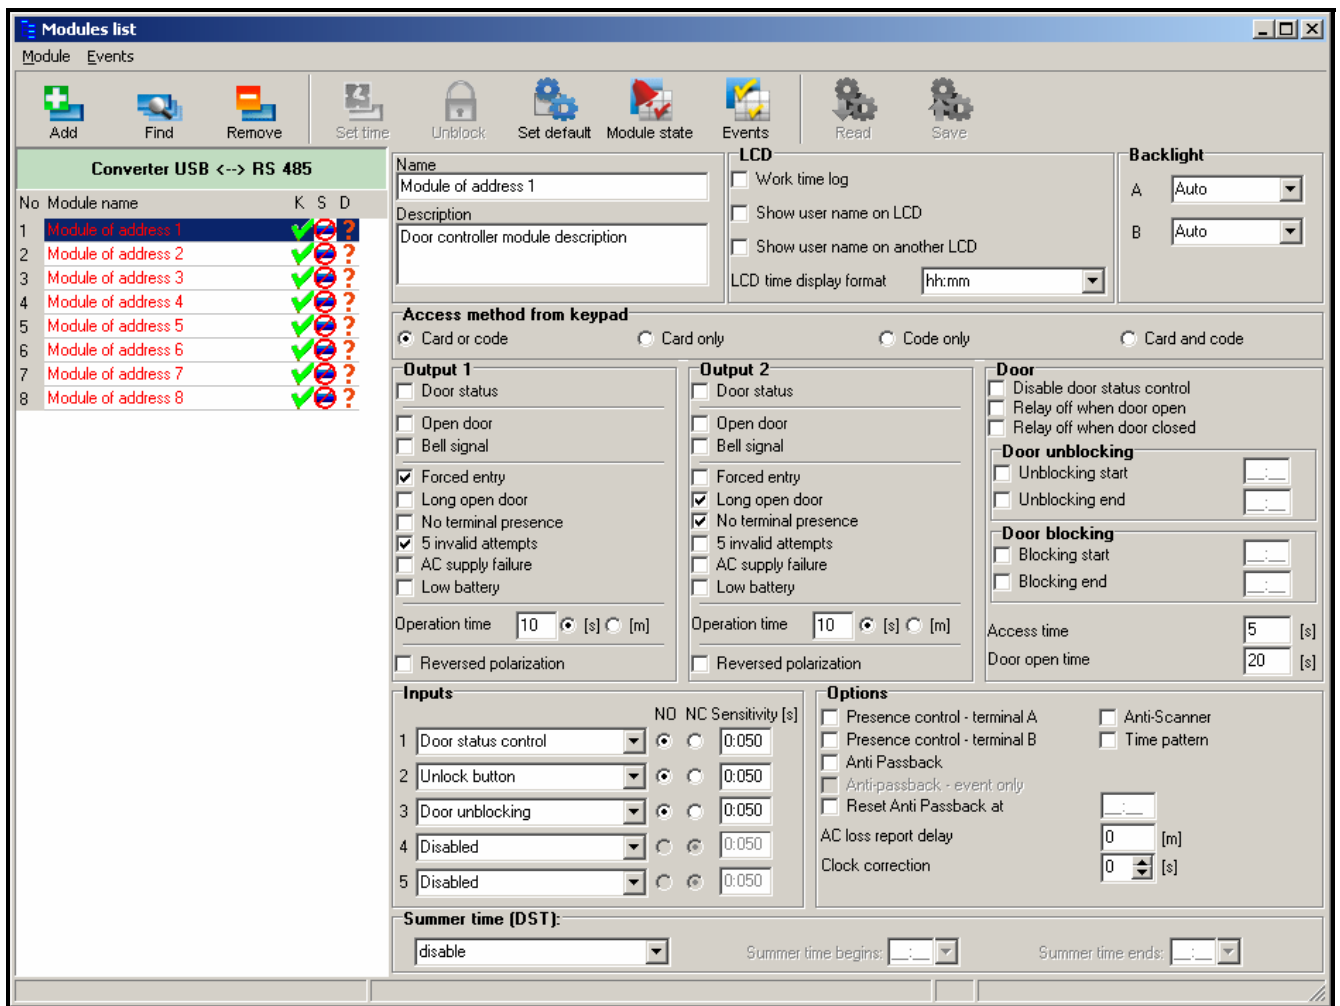 Modules list
Module Events
Add Find Remove Set time Unblock Set default Module state Events Read Save
Converter USB <--> RS 485
No Module name K S D
1 Module of address 1
2 Module of address 2
3 Module of address 3
4 Module of address 4
5 Module of address 5
6 Module of address 6
7 Module of address 7
8 Module of address 8
Name
Module of address 1
Description
Door controller module description
LCD
Work time log
Show user name on LCD
Show user name on another LCD
LCD time display format hh:mm
Backlight
A Auto
B Auto
Access method from keypad
Card or code Card only Code only Card and code
Output 1
Door status
Open door
Bell signal
Forced entry
Long open door
No terminal presence
5 invalid attempts
AC supply failure
Low battery
Operation time 10 [s] [m]
Reversed polarization
Output 2
Door status
Open door
Bell signal
Forced entry
Long open door
No terminal presence
5 invalid attempts
AC supply failure
Low battery
Operation time 10 [s] [m]
Reversed polarization
Door
Disable door status control
Relay off when door open
Relay off when door closed
Door unblocking
Unblocking start __:__
Unblocking end __:__
Door blocking
Blocking start __:__
Blocking end __:__
Access time 5 [s]
Door open time 20 [s]
Inputs
NO NC Sensitivity [s]
1 Door status control 0:050
2 Unlock button 0:050
3 Door unblocking 0:050
4 Disabled 0:050
5 Disabled 0:050
Options
Presence control - terminal A Anti-Scanner
Presence control - terminal B Time pattern
Anti Passback
Anti-passback - event only
Reset Anti Passback at __:__
AC loss report delay 0 [m]
Clock correction 0 [s]
Summer time (DST):
disable Summer time begins: __:__ Summer time ends: __:__